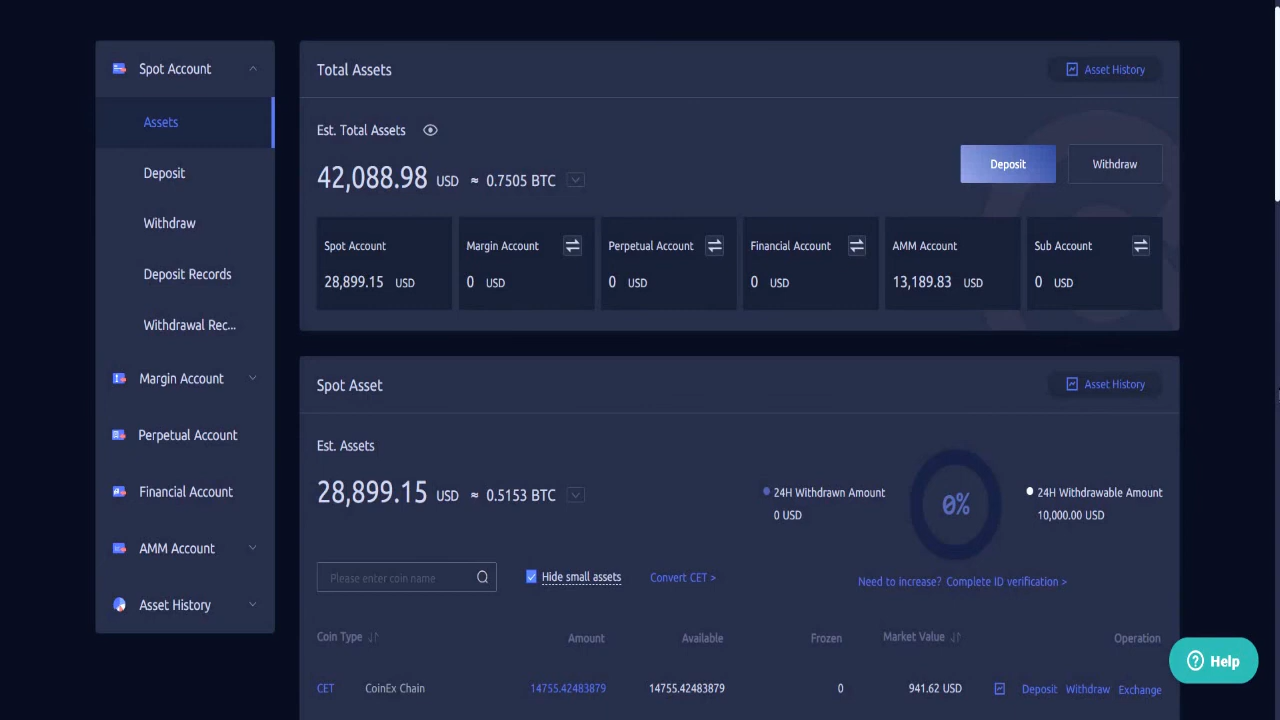 Spot Account
Assets
Deposit
Withdraw
Deposit Records
Withdrawal Rec...
Margin Account
Perpetual Account
Financial Account
AMM Account
Asset History
Total Assets
Asset History
Est. Total Assets
42,088.98 USD ≈ 0.7505 BTC
Deposit
Withdraw
Spot Account
28,899.15 USD
Margin Account
0 USD
Perpetual Account
0 USD
Financial Account
0 USD
AMM Account
13,189.83 USD
Sub Account
0 USD
Spot Asset
Asset History
Est. Assets
28,899.15 USD ≈ 0.5153 BTC
24H Withdrawn Amount
0 USD
0%
24H Withdrawable Amount
10,000.00 USD
Please enter coin name
Hide small assets
Convert CET >
Need to increase? Complete ID verification >
Coin Type Amount Available Frozen Market Value Operation
CET CoinEx Chain 14755.42483879 14755.42483879 0 941.62 USD Deposit Withdraw Exchange
Help